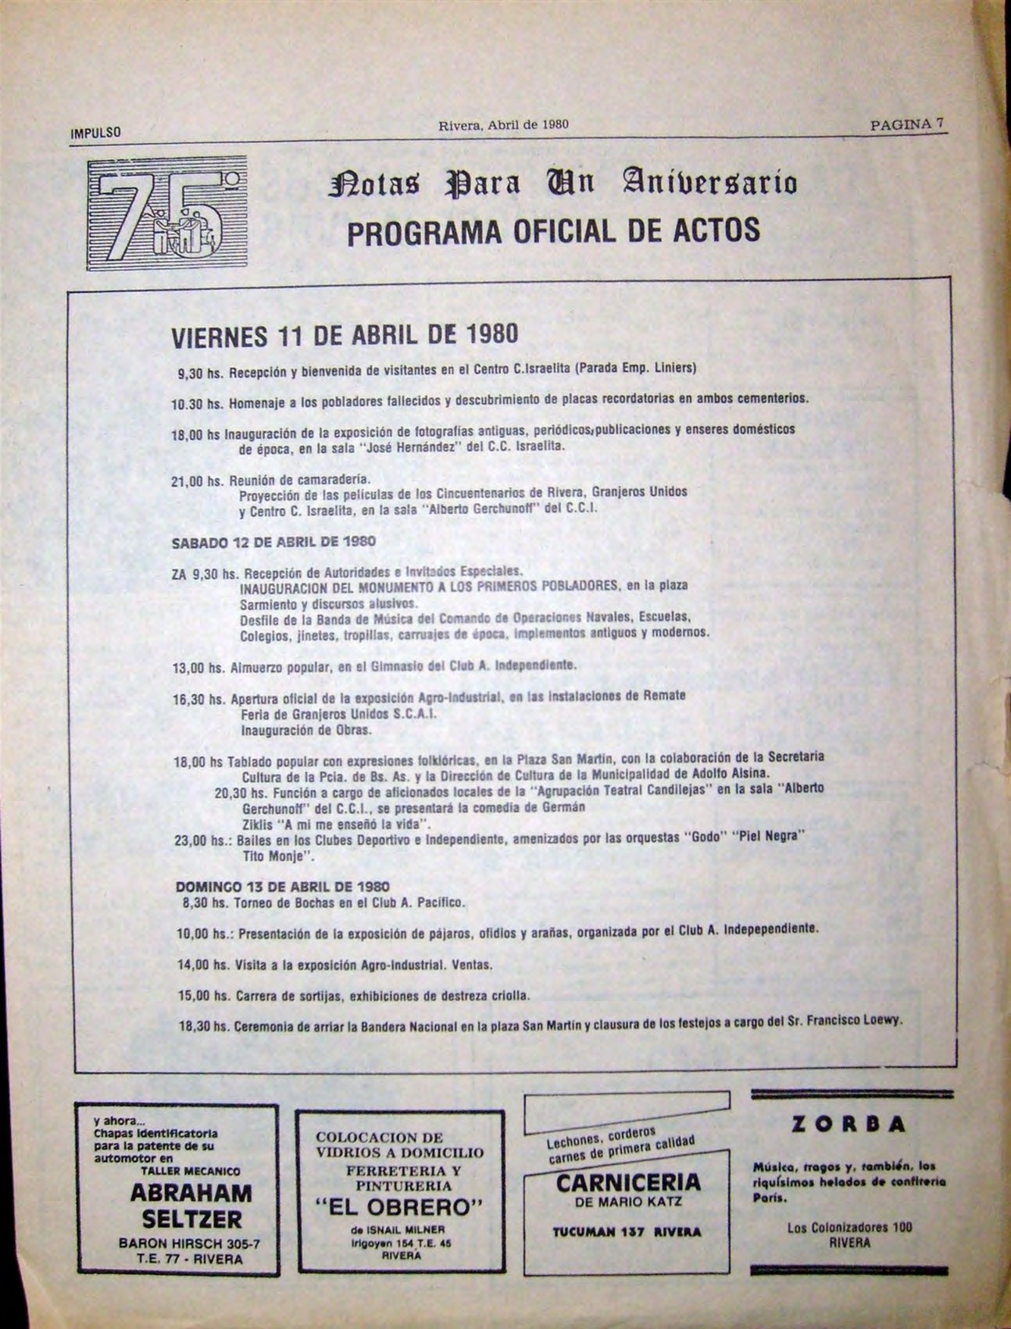 IMPULSO
Rivera, Abril de 1980
PAGINA 7
75º
Notas Para Un Aniversario
PROGRAMA OFICIAL DE ACTOS
VIERNES 11 DE ABRIL DE 1980
9,30 hs. Recepción y bienvenida de visitantes en el Centro C.Israelita (Parada Emp. Liniers)
10.30 hs. Homenaje a los pobladores fallecidos y descubrimiento de placas recordatorias en ambos cementerios.
18,00 hs Inauguración de la exposición de fotografías antiguas, periódicos,publicaciones y enseres domésticos
de época, en la sala "José Hernández" del C.C. Israelita.
21,00 hs. Reunión de camaradería.
Proyección de las películas de los Cincuentenarios de Rivera, Granjeros Unidos
y Centro C. Israelita, en la sala "Alberto Gerchunoff" del C.C.I.
SABADO 12 DE ABRIL DE 1980
ZA 9,30 hs. Recepción de Autoridades e Invitados Especiales.
INAUGURACION DEL MONUMENTO A LOS PRIMEROS POBLADORES, en la plaza
Sarmiento y discursos alusivos.
Desfile de la Banda de Música del Comando de Operaciones Navales, Escuelas,
Colegios, jinetes, tropillas, carruajes de época, implementos antiguos y modernos.
13,00 hs. Almuerzo popular, en el Gimnasio del Club A. Independiente.
16,30 hs. Apertura oficial de la exposición Agro-Industrial, en las instalaciones de Remate
Feria de Granjeros Unidos S.C.A.I.
Inauguración de Obras.
18,00 hs Tablado popular con expresiones folklóricas, en la Plaza San Martín, con la colaboración de la Secretaria
Cultura de la Pcia. de Bs. As. y la Dirección de Cultura de la Municipalidad de Adolfo Alsina.
20,30 hs. Función a cargo de aficionados locales de la "Agrupación Teatral Candilejas" en la sala "Alberto
Gerchunoff" del C.C.I., se presentará la comedia de Germán
Ziklis "A mi me enseñó la vida".
23,00 hs.: Bailes en los Clubes Deportivo e Independiente, amenizados por las orquestas "Godo" "Piel Negra"
Tito Monje".
DOMINGO 13 DE ABRIL DE 1980
8,30 hs. Torneo de Bochas en el Club A. Pacífico.
10,00 hs.: Presentación de la exposición de pájaros, ofidios y arañas, organizada por el Club A. Indepependiente.
14,00 hs. Visita a la exposición Agro-Industrial. Ventas.
15,00 hs. Carrera de sortijas, exhibiciones de destreza criolla.
18,30 hs. Ceremonia de arriar la Bandera Nacional en la plaza San Martín y clausura de los festejos a cargo del Sr. Francisco Loewy.
y ahora...
Chapas identificatoria
para la patente de su
automotor en
TALLER MECANICO
ABRAHAM
SELTZER
BARON HIRSCH 305-7
T.E. 77 - RIVERA
COLOCACION DE
VIDRIOS A DOMICILIO
FERRETERIA Y
PINTURERIA
"EL OBRERO"
de ISNAIL MILNER
Irigoyen 154 T.E. 45
RIVERA
Lechones, corderos
carnes de primera calidad
CARNICERIA
DE MARIO KATZ
TUCUMAN 137 RIVERA
ZORBA
Música, tragos y, también, los
riquísimos helados de confitería
París.
Los Colonizadores 100
RIVERA